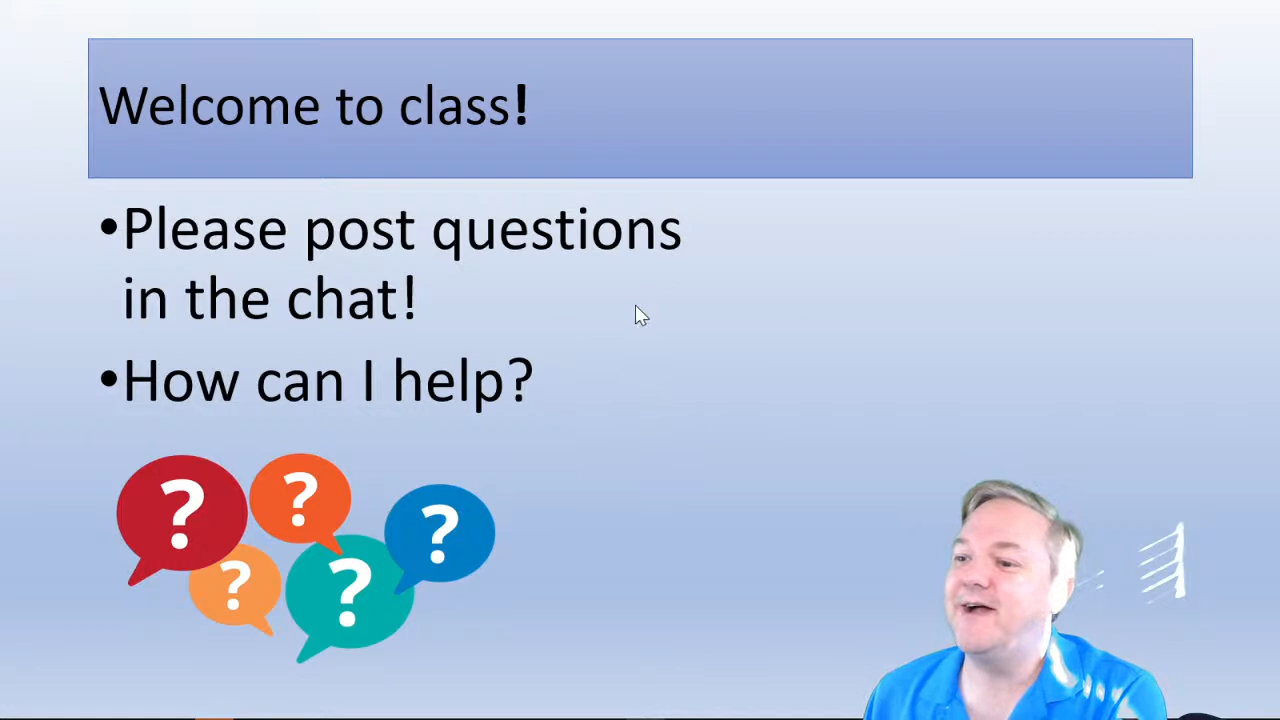 Welcome to class!
•Please post questions
in the chat!
•How can I help?
? ? ?
? ?